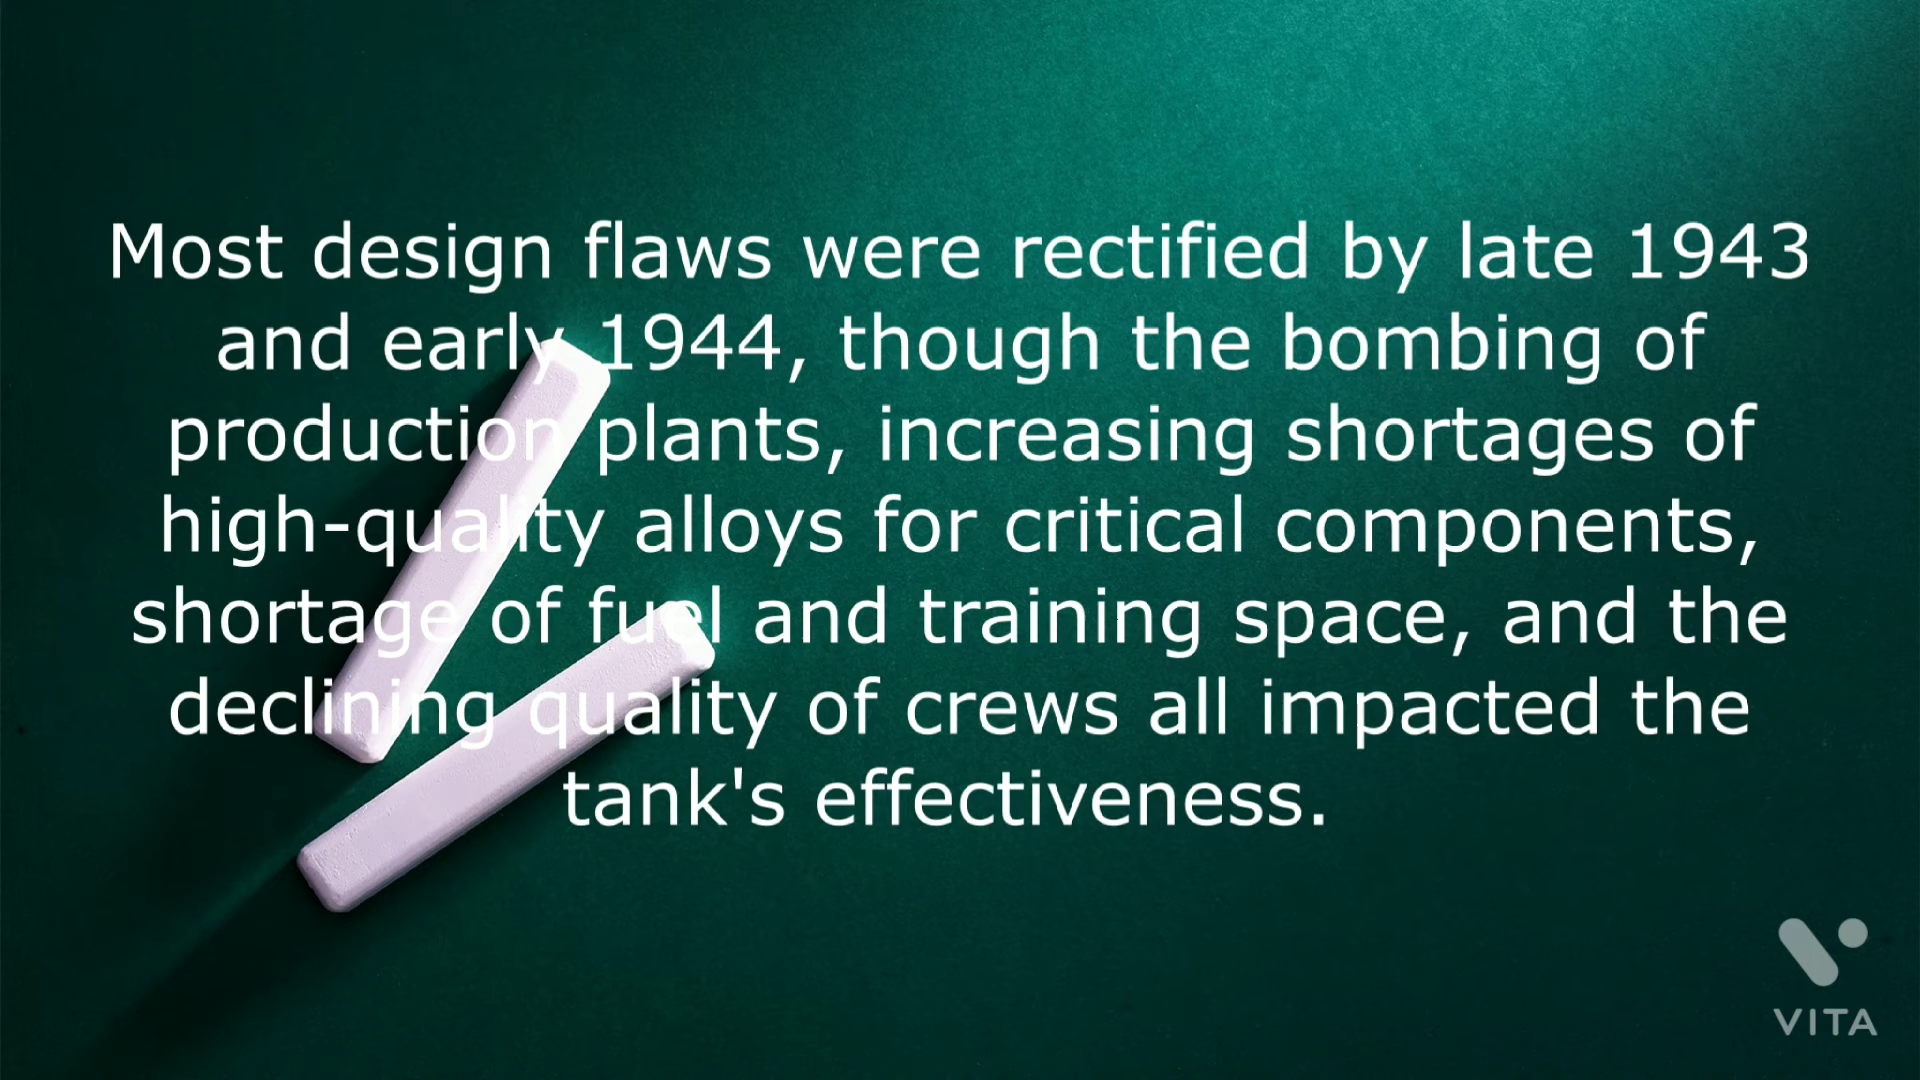 Most design flaws were rectified by late 1943
and early 1944, though the bombing of
production plants, increasing shortages of
high-quality alloys for critical components,
shortage of fuel and training space, and the
declining quality of crews all impacted the
tank's effectiveness.
VITA